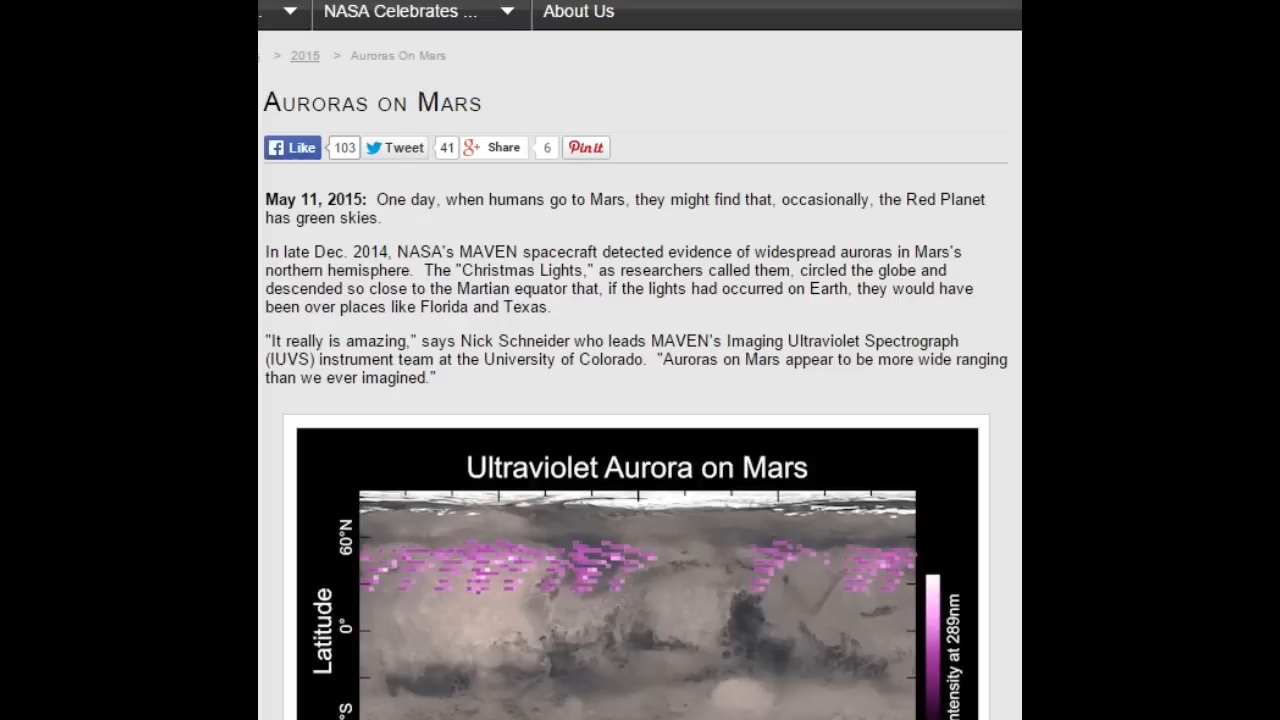 NASA Celebrates ...
About Us
> 2015 > Auroras On Mars
Auroras on Mars
Like 103 Tweet 41 Share 6 Pin it
May 11, 2015: One day, when humans go to Mars, they might find that, occasionally, the Red Planet
has green skies.
In late Dec. 2014, NASA's MAVEN spacecraft detected evidence of widespread auroras in Mars's
northern hemisphere. The "Christmas Lights," as researchers called them, circled the globe and
descended so close to the Martian equator that, if the lights had occurred on Earth, they would have
been over places like Florida and Texas.
"It really is amazing," says Nick Schneider who leads MAVEN's Imaging Ultraviolet Spectrograph
(IUVS) instrument team at the University of Colorado. "Auroras on Mars appear to be more wide ranging
than we ever imagined."
Ultraviolet Aurora on Mars
60°N
0°
°S
Latitude
ntensity at 289nm